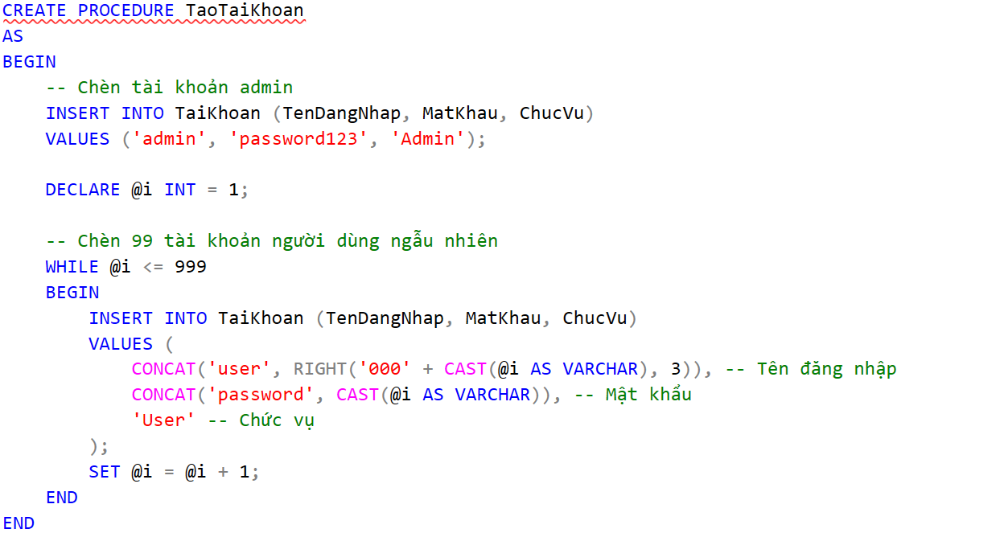 CREATE PROCEDURE TaoTaiKhoan
AS
BEGIN
    -- Chèn tài khoản admin
    INSERT INTO TaiKhoan (TenDangNhap, MatKhau, ChucVu)
    VALUES ('admin', 'password123', 'Admin');

    DECLARE @i INT = 1;

    -- Chèn 99 tài khoản người dùng ngẫu nhiên
    WHILE @i <= 999
    BEGIN
        INSERT INTO TaiKhoan (TenDangNhap, MatKhau, ChucVu)
        VALUES (
            CONCAT('user', RIGHT('000' + CAST(@i AS VARCHAR), 3)), -- Tên đăng nhập
            CONCAT('password', CAST(@i AS VARCHAR)), -- Mật khẩu
            'User' -- Chức vụ
        );
        SET @i = @i + 1;
    END
END